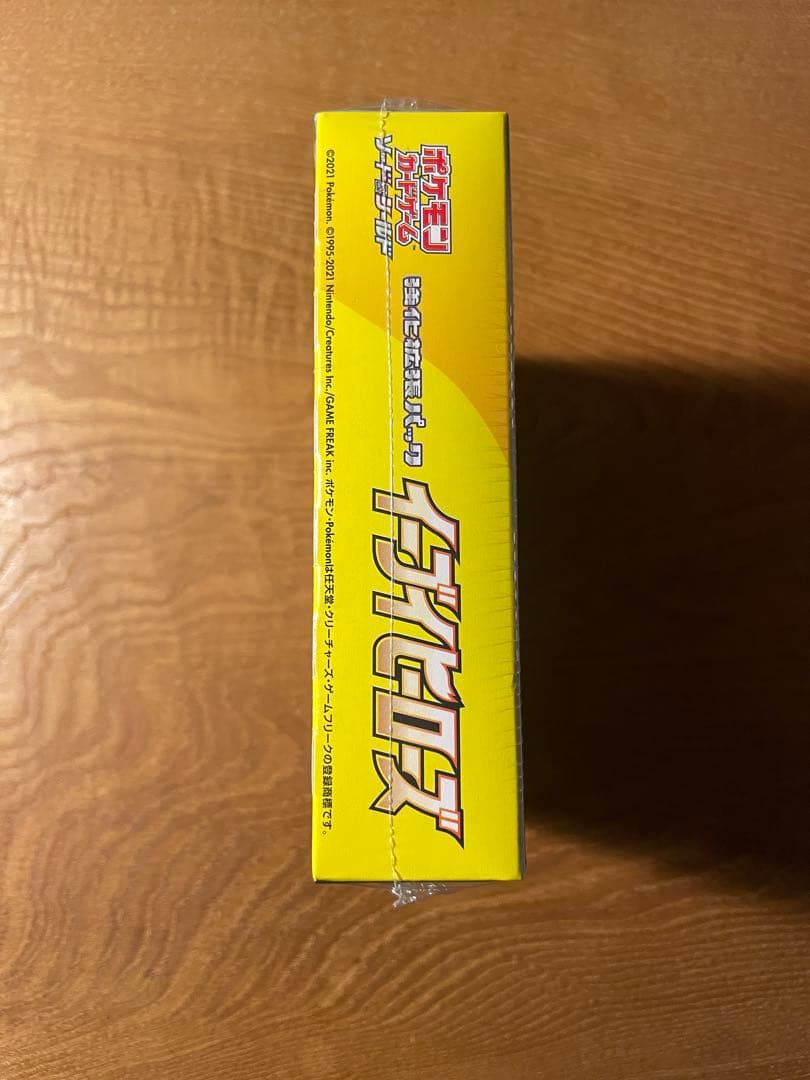 ポケモン
カードゲーム™
ソード&シールド
強化拡張パック
イーブイヒーローズ
©2021 Pokémon. ©1995-2021 Nintendo/Creatures Inc./GAME FREAK inc. ポケモン・Pokémonは任天堂・クリーチャーズ・ゲームフリークの登録商標です。